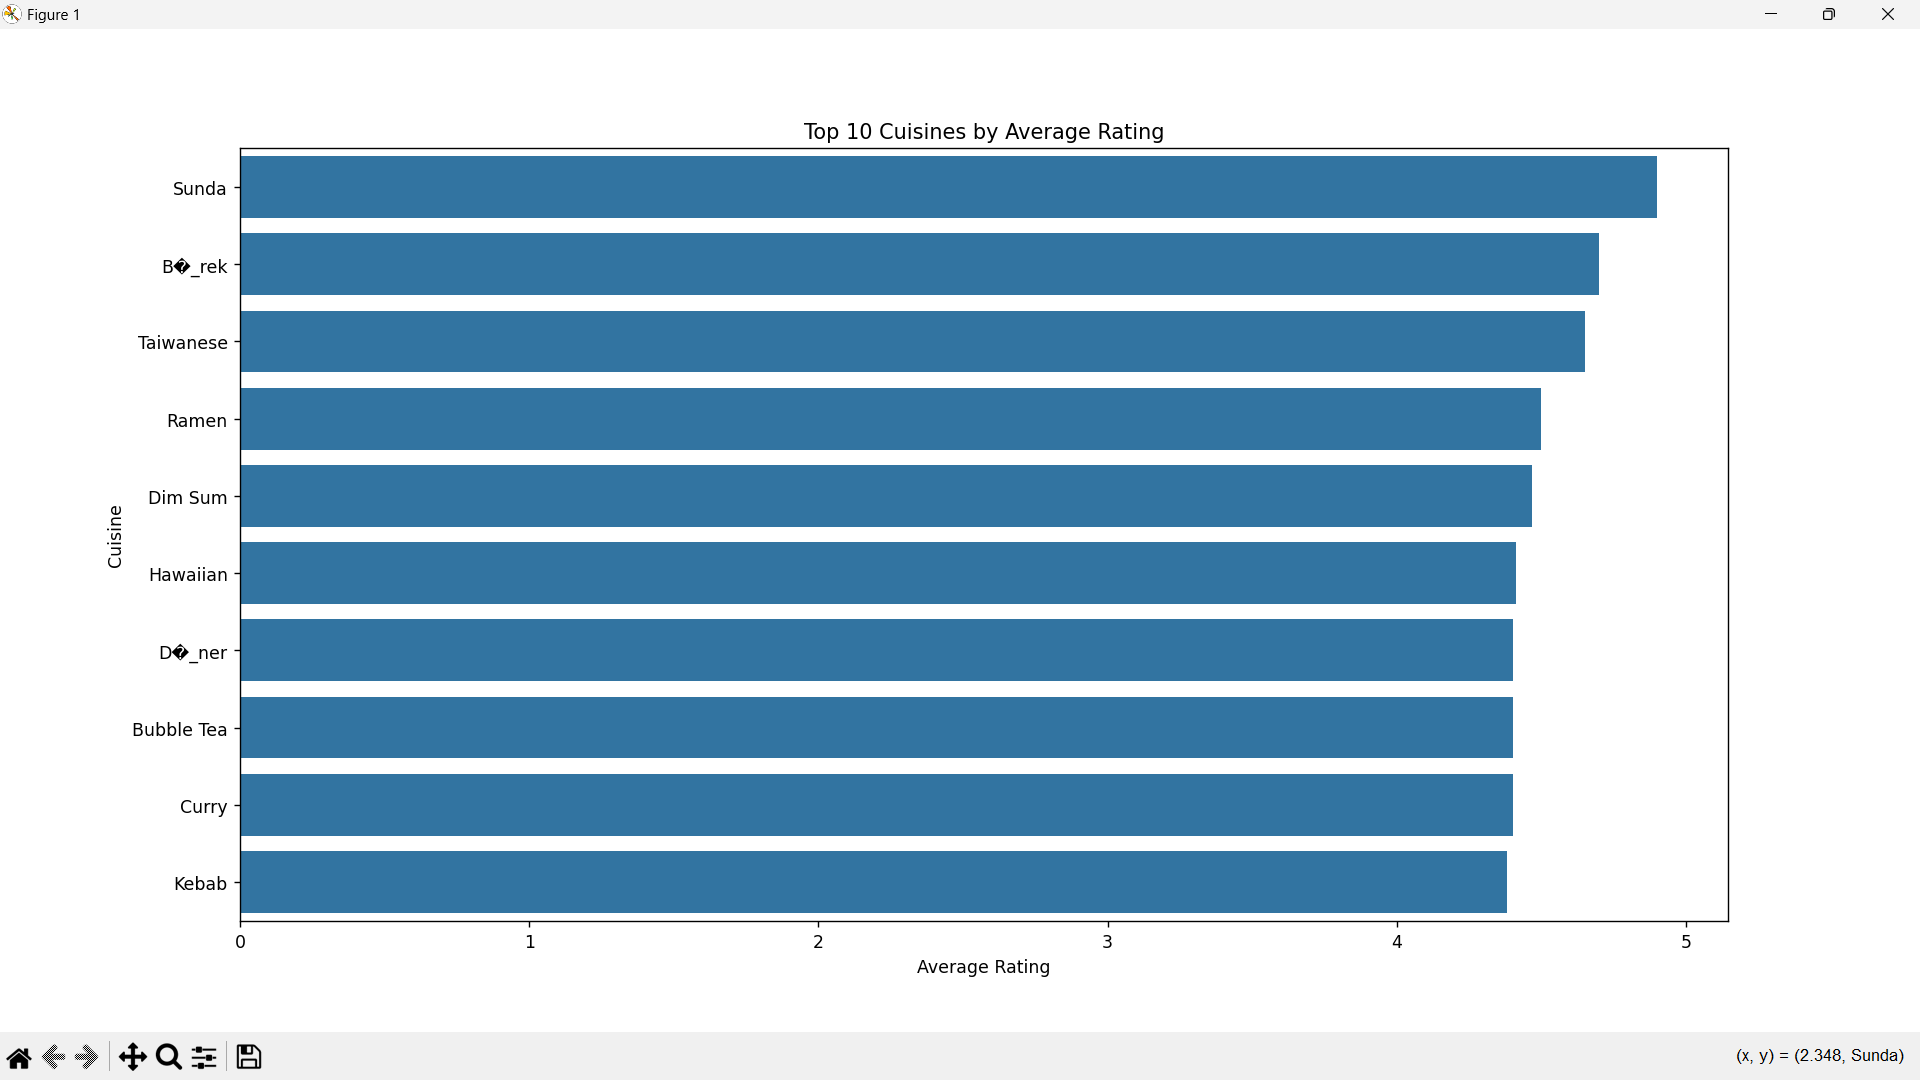 Figure 1
Top 10 Cuisines by Average Rating
Cuisine
Sunda
B�_rek
Taiwanese
Ramen
Dim Sum
Hawaiian
D�_ner
Bubble Tea
Curry
Kebab
0 1 2 3 4 5
Average Rating
(x, y) = (2.348, Sunda)